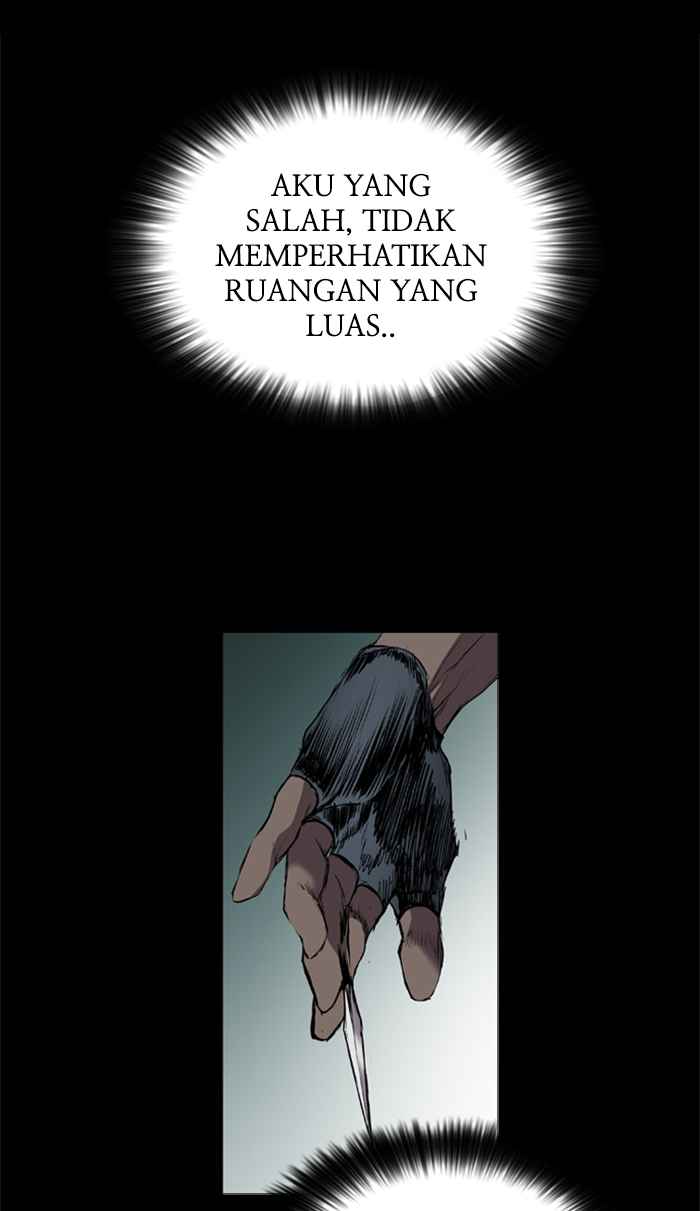 AKU YANG
SALAH, TIDAK
MEMPERHATIKAN
RUANGAN YANG
LUAS..